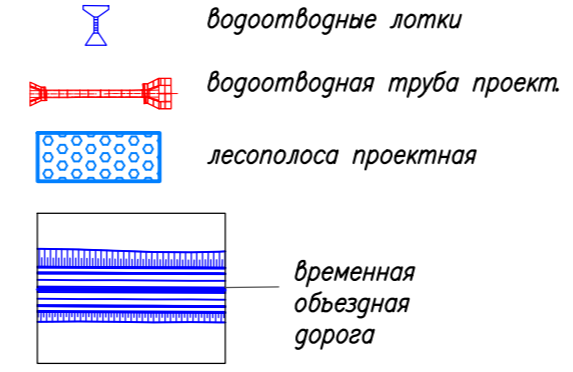 водоотводные лотки
водоотводная труба проект.
лесополоса проектная
временная
объездная
дорога